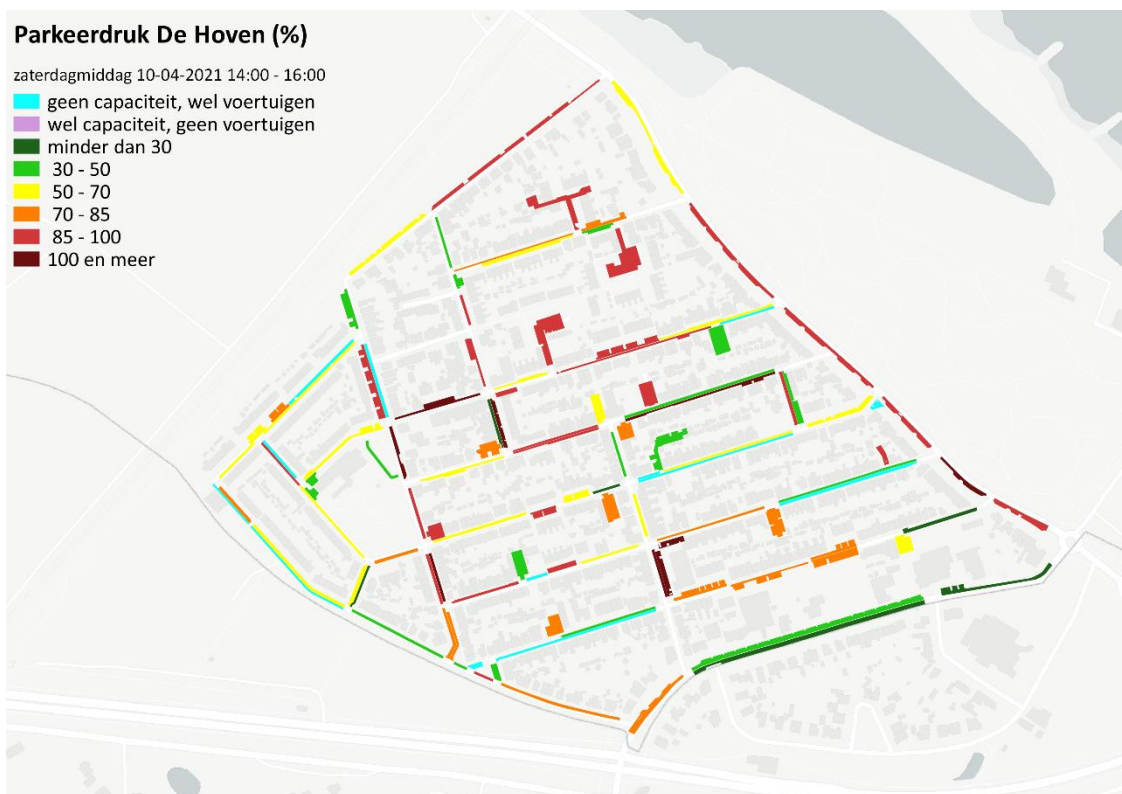 Parkeerdruk De Hoven (%)
zaterdagmiddag 10-04-2021 14:00 - 16:00
geen capaciteit, wel voertuigen
wel capaciteit, geen voertuigen
minder dan 30
30 - 50
50 - 70
70 - 85
85 - 100
100 en meer